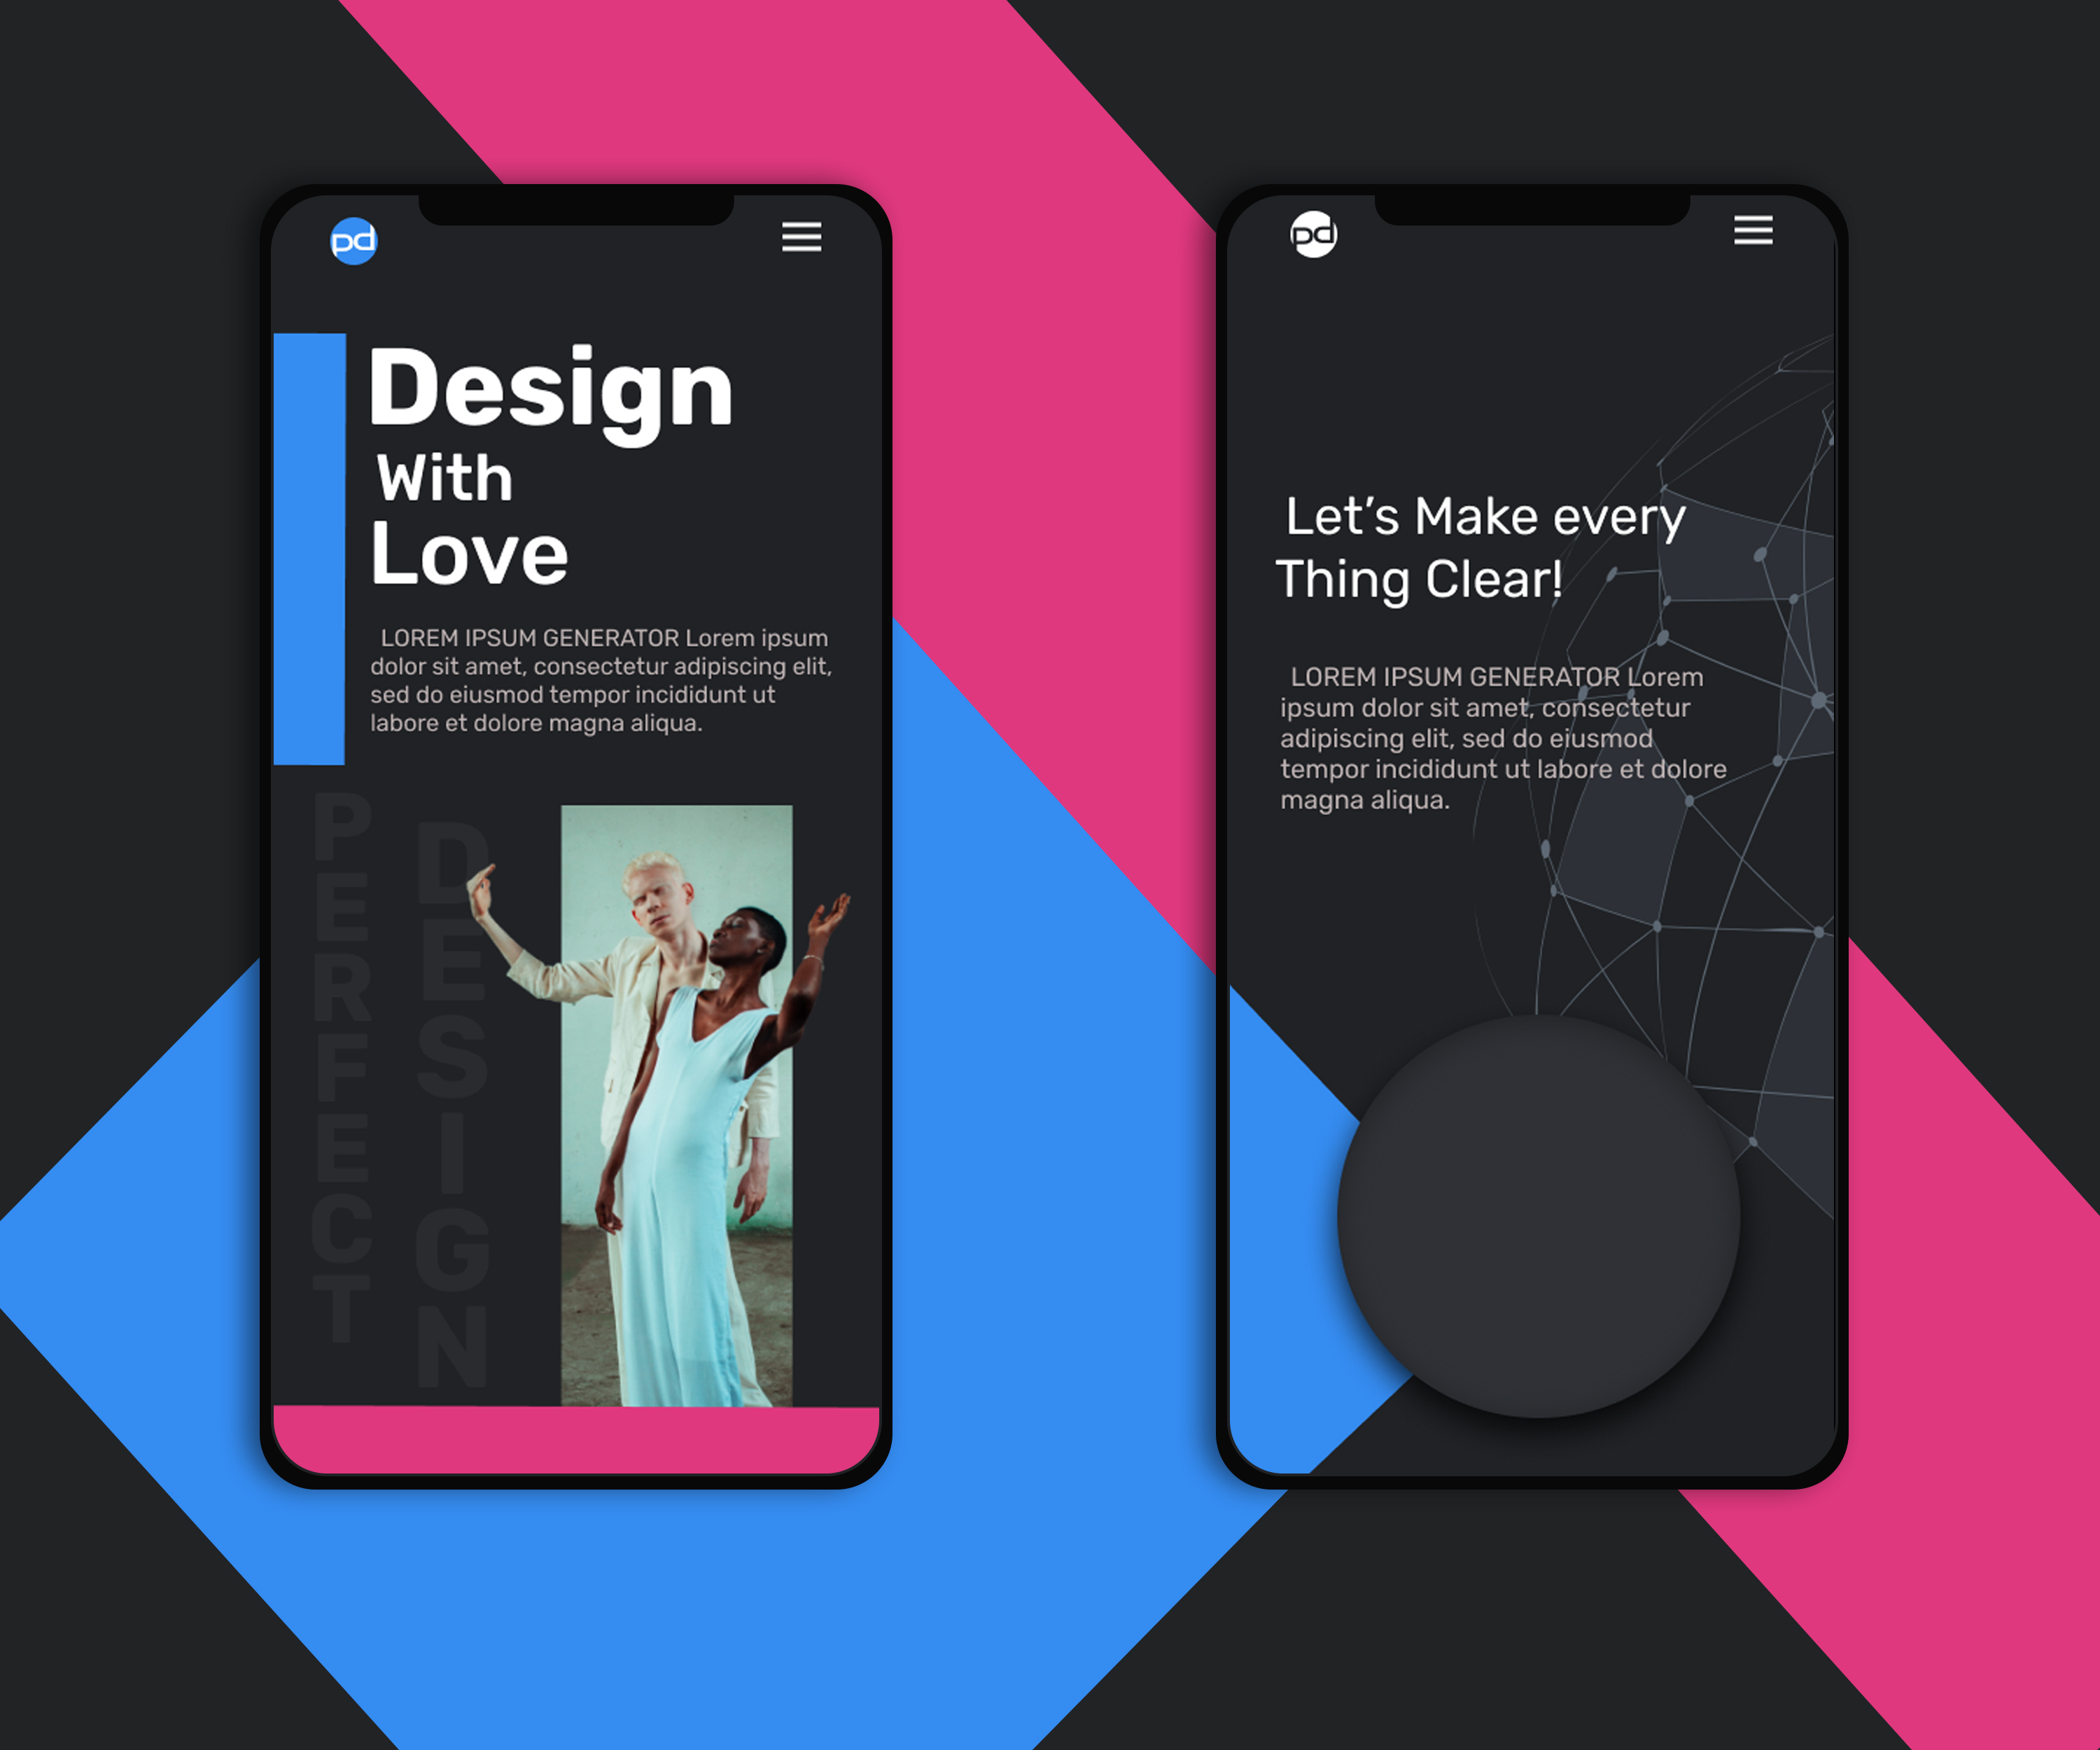 pd
Design
With
Love
LOREM IPSUM GENERATOR Lorem ipsum
dolor sit amet, consectetur adipiscing elit,
sed do eiusmod tempor incididunt ut
labore et dolore magna aliqua.
PERFECT
DESIGN
pd
Let's Make every
Thing Clear!
LOREM IPSUM GENERATOR Lorem
ipsum dolor sit amet, consectetur
adipiscing elit, sed do eiusmod
tempor incididunt ut labore et dolore
magna aliqua.